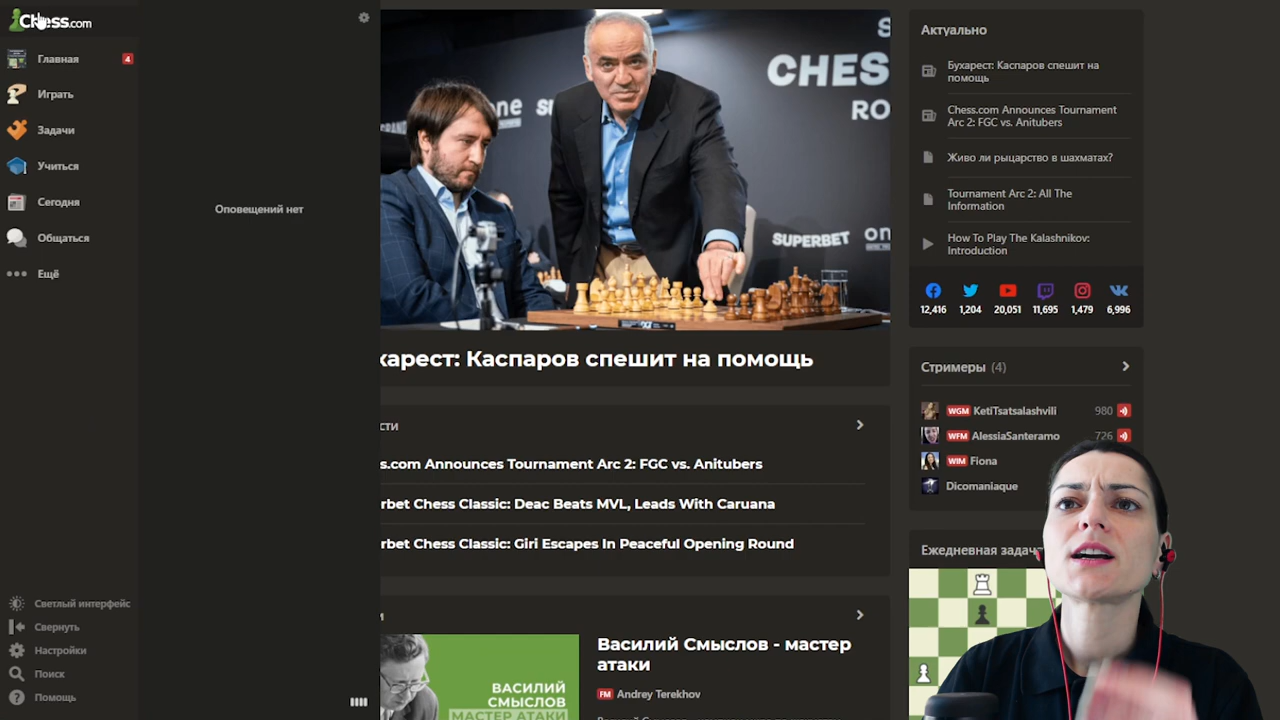 Chess.com
Главная
4
Играть
Задачи
Учиться
Сегодня
Общаться
Ещё
Светлый интерфейс
Свернуть
Настройки
Поиск
Помощь
Оповещений нет
CHES
RO
SUPERBET
карест: Каспаров спешит на помощь
сти
s.com Announces Tournament Arc 2: FGC vs. Anitubers
rbet Chess Classic: Deac Beats MVL, Leads With Caruana
rbet Chess Classic: Giri Escapes In Peaceful Opening Round
и
ВАСИЛИЙ
СМЫСЛОВ
МАСТЕР АТАКИ
Василий Смыслов - мастер
атаки
FM Andrey Terekhov
Актуально
Бухарест: Каспаров спешит на
помощь
Chess.com Announces Tournament
Arc 2: FGC vs. Anitubers
Живо ли рыцарство в шахматах?
Tournament Arc 2: All The
Information
How To Play The Kalashnikov:
Introduction
12,416 1,204 20,051 11,695 1,479 6,996
Стримеры (4)
WGM KetiTsatsalashvili 980
WFM AlessiaSanteramo 726
WIM Fiona
Dicomaniaque
Ежедневная задач